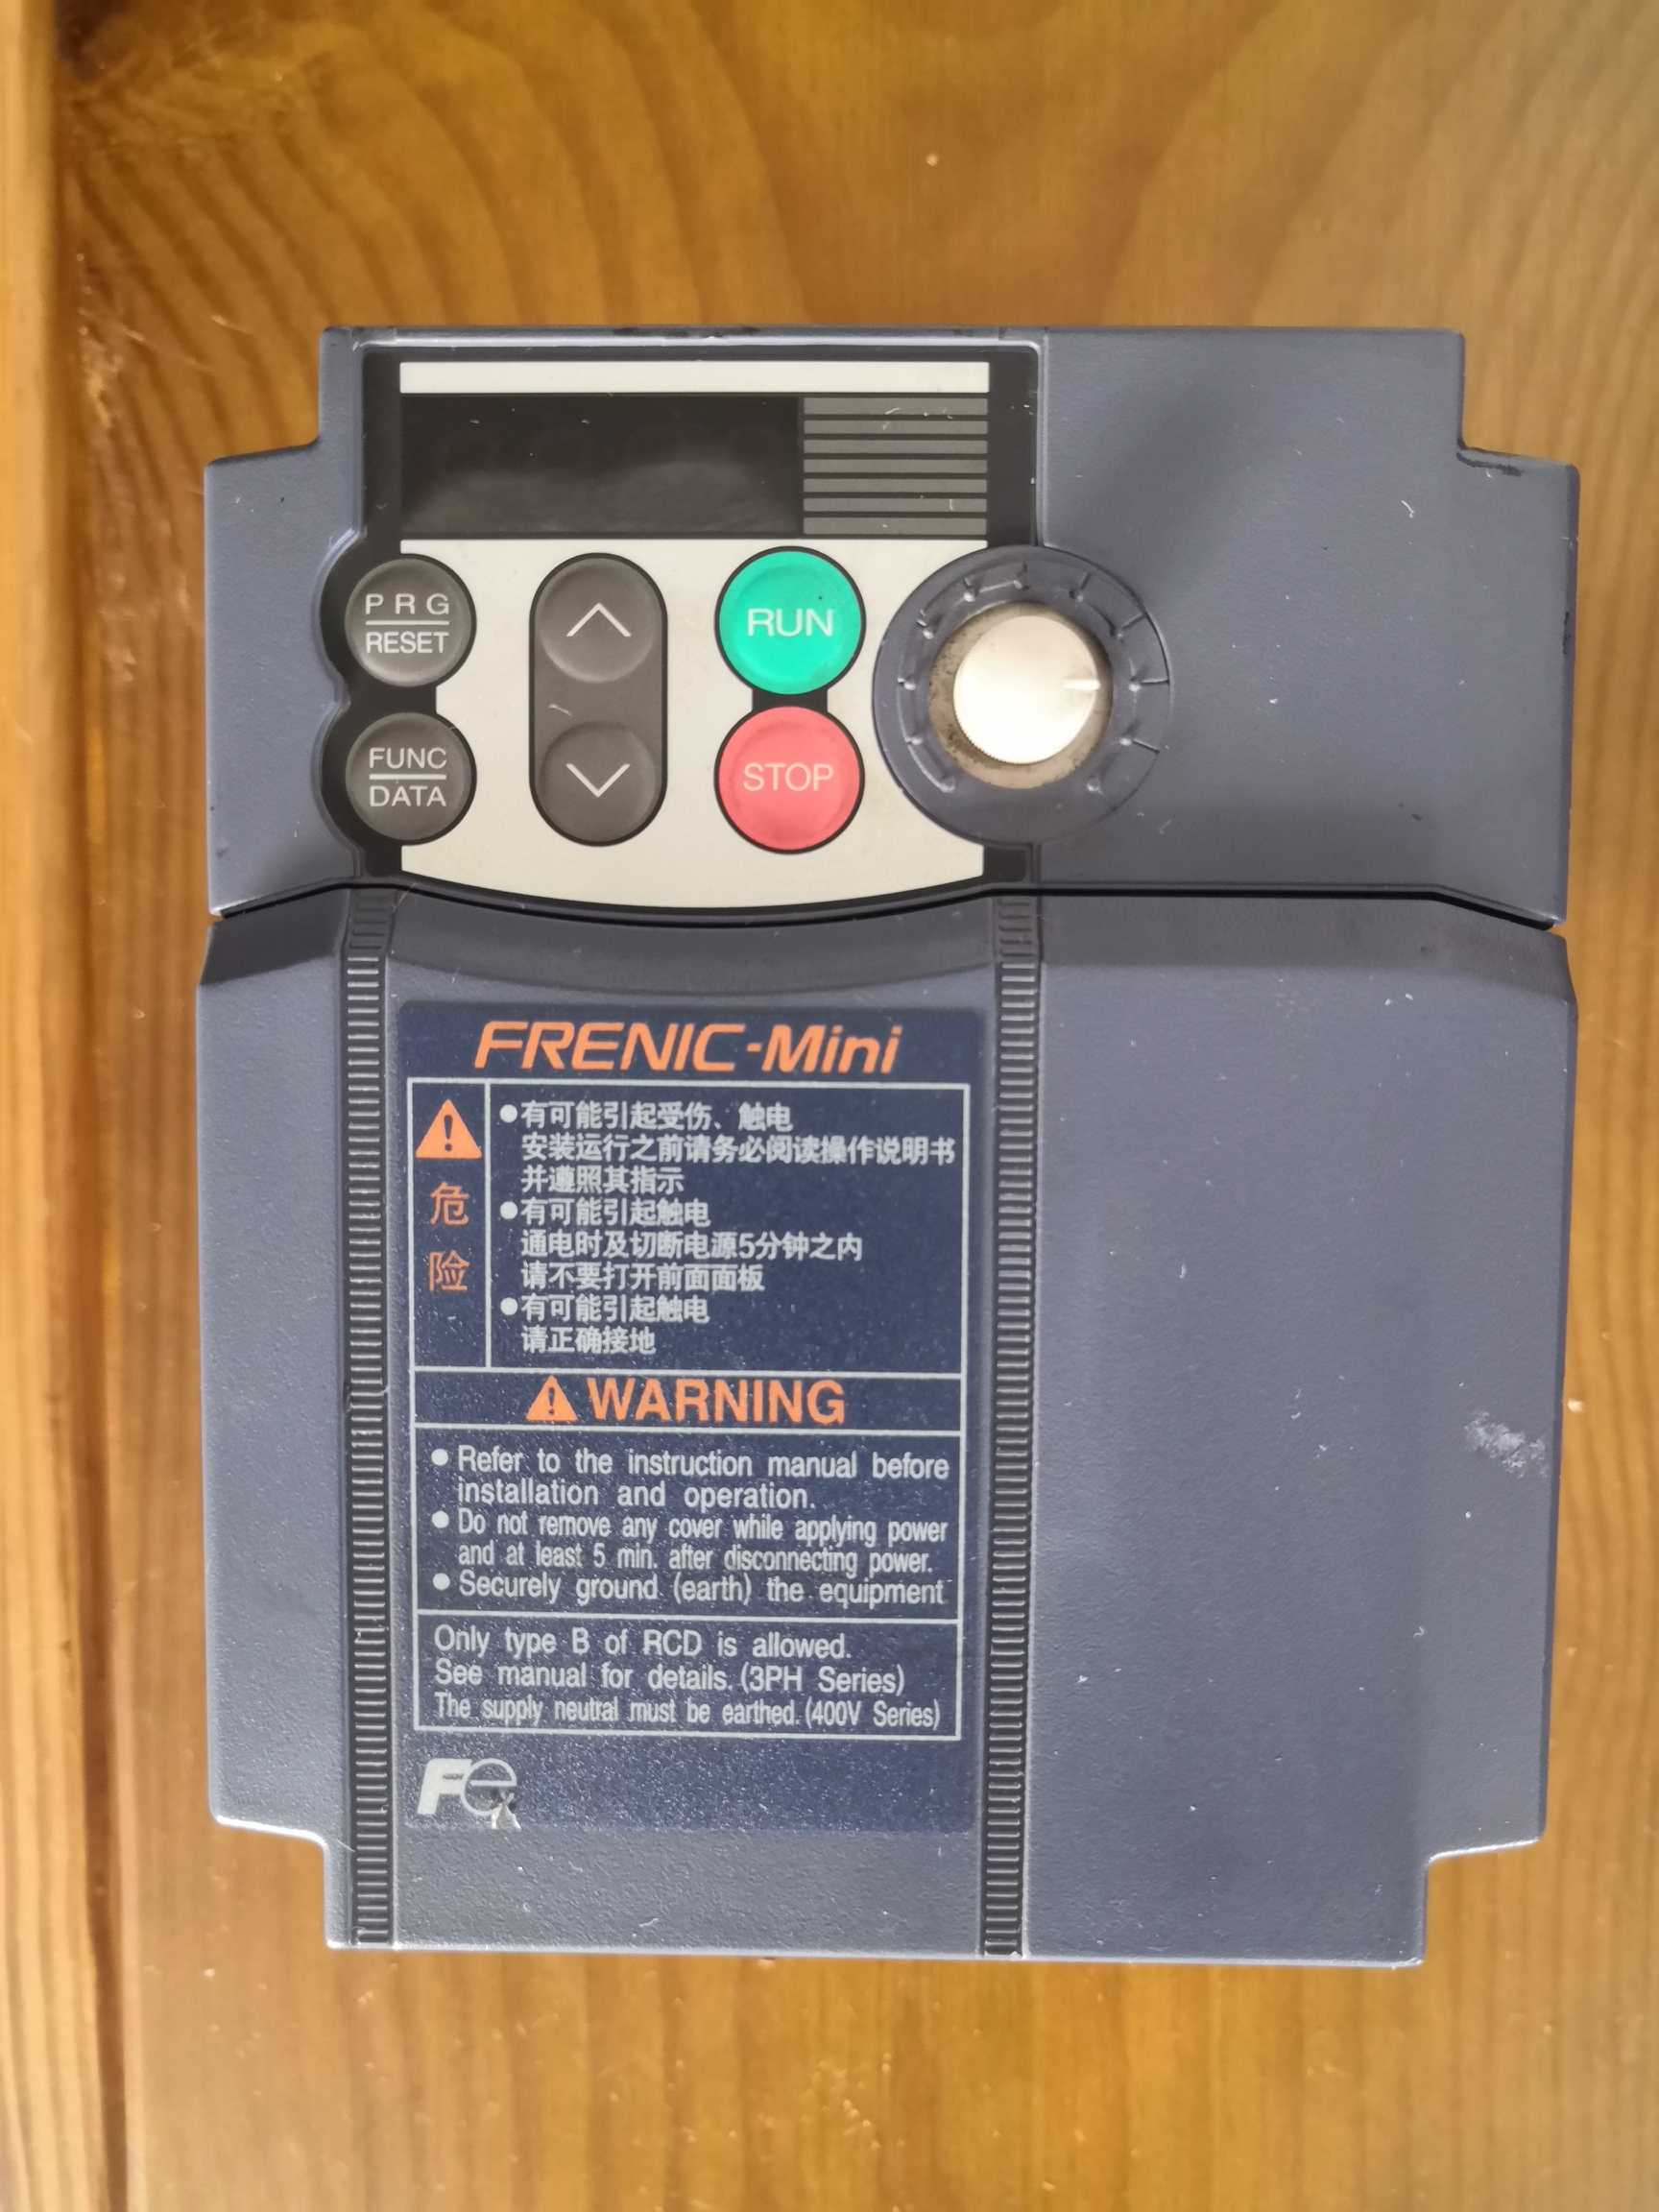 PRG
RESET
RUN
FUNC
DATA
STOP
FRENIC-Mini
危险
●有可能引起受伤、触电
安装运行之前请务必阅读操作说明书
并遵照其指示
●有可能引起触电
通电时及切断电源5分钟之内
请不要打开前面面板
●有可能引起触电
请正确接地
WARNING
● Refer to the instruction manual before
installation and operation.
● Do not remove any cover while applying power
and at least 5 min. after disconnecting power.
● Securely ground (earth) the equipment
Only type B of RCD is allowed.
See manual for details. (3PH Series)
The supply neutral must be earthed. (400V Series)
Fe